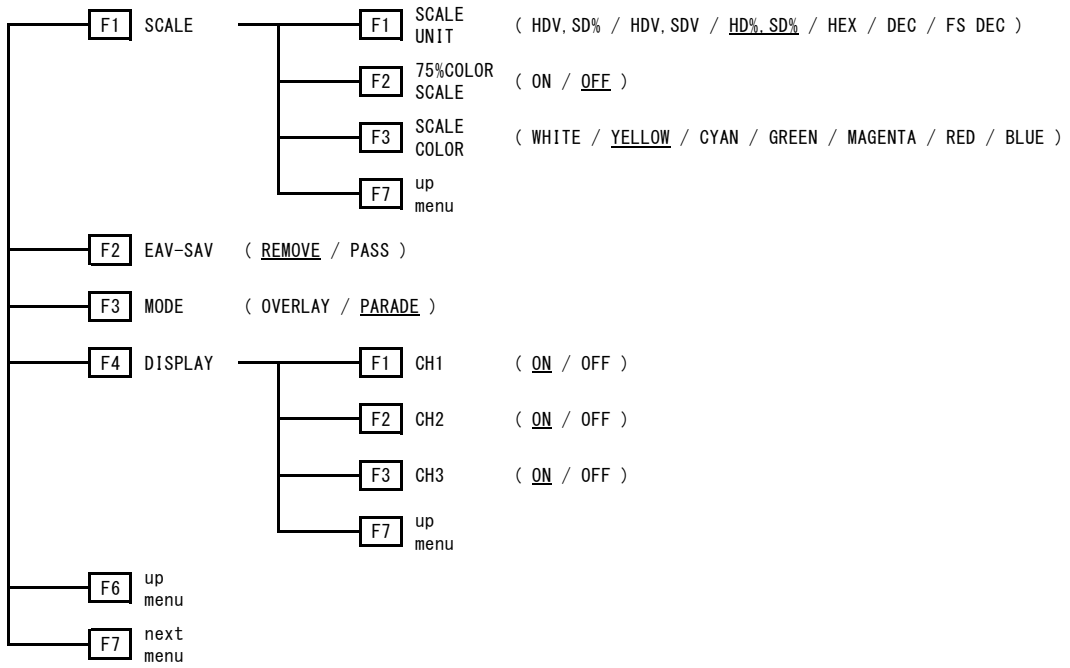 F1 SCALE F1 SCALE UNIT ( HDV,SD% / HDV,SDV / HD%,SD% / HEX / DEC / FS DEC )
F2 75%COLOR SCALE ( ON / OFF )
F3 SCALE COLOR ( WHITE / YELLOW / CYAN / GREEN / MAGENTA / RED / BLUE )
F7 up menu
F2 EAV-SAV ( REMOVE / PASS )
F3 MODE ( OVERLAY / PARADE )
F4 DISPLAY F1 CH1 ( ON / OFF )
F2 CH2 ( ON / OFF )
F3 CH3 ( ON / OFF )
F7 up menu
F6 up menu
F7 next menu